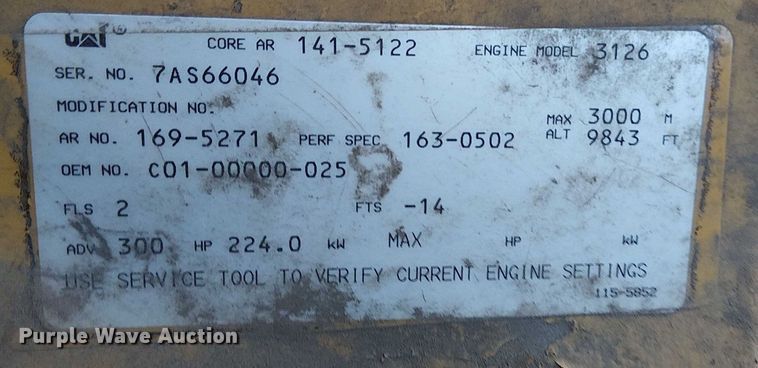 CAT ® CORE AR 141-5122 ENGINE MODEL 3126
SER. NO. 7AS66046
MODIFICATION NO.
AR NO. 169-5271 PERF SPEC 163-0502 MAX ALT 3000 M 9843 FT
OEM NO. C01-00000-025
FLS 2 FTS -14
ADV 300 HP 224.0 kW MAX HP kW
USE SERVICE TOOL TO VERIFY CURRENT ENGINE SETTINGS
115-5852
Purple Wave Auction